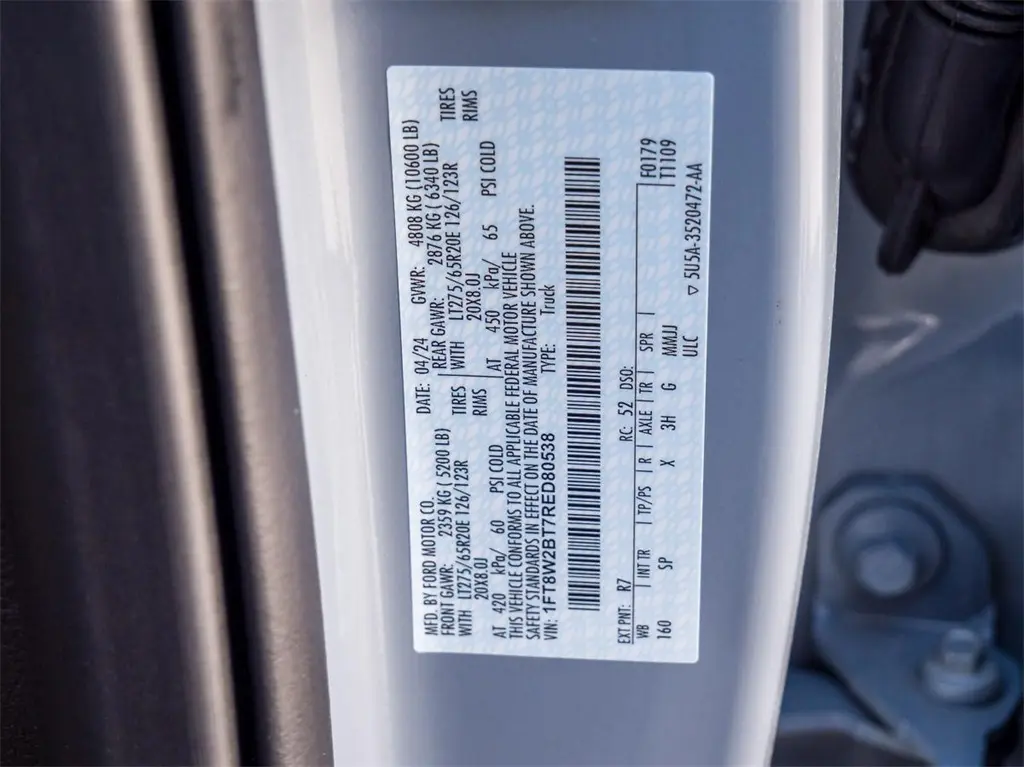 MFD. BY FORD MOTOR CO. DATE: 04/24 GVWR: 4808 KG (10600 LB)
FRONT GAWR: 2359 KG ( 5200 LB) REAR GAWR: 2876 KG ( 6340 LB)
WITH LT275/65R20E 126/123R TIRES WITH LT275/65R20E 126/123R TIRES
20X8.0J RIMS 20X8.0J RIMS
AT 420 kPa/ 60 PSI COLD AT 450 kPa/ 65 PSI COLD
THIS VEHICLE CONFORMS TO ALL APPLICABLE FEDERAL MOTOR VEHICLE
SAFETY STANDARDS IN EFFECT ON THE DATE OF MANUFACTURE SHOWN ABOVE.
VIN: 1FT8W2BT7RED80538 TYPE: Truck
EXT PNT: R7 RC: 52 DSO: F0179
WB INT TR TP/PS R AXLE TR SPR T1109
160 SP X 3H G MMJJ
ULC ▽ 5U5A-3520472-AA